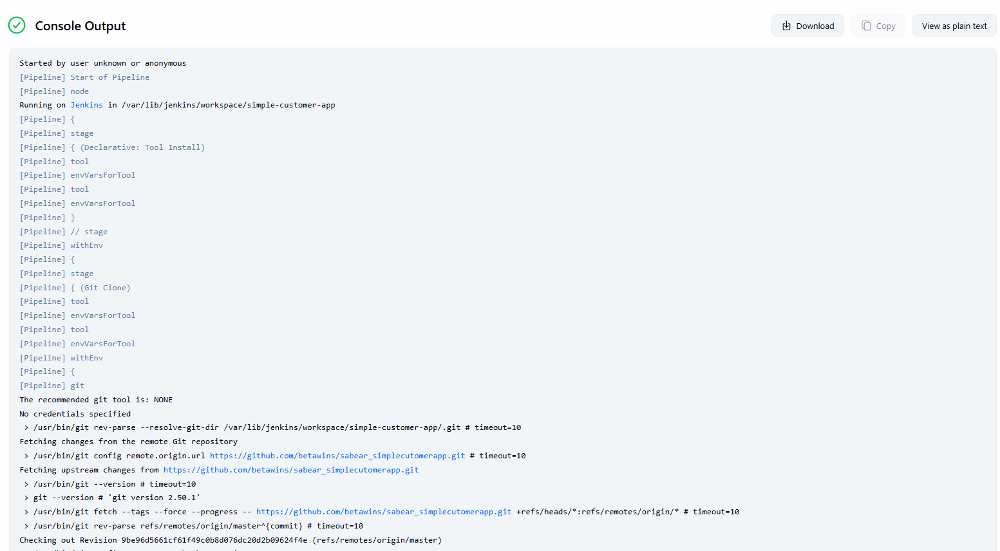 Console Output
Download
Copy
View as plain text
Started by user unknown or anonymous
[Pipeline] Start of Pipeline
[Pipeline] node
Running on Jenkins in /var/lib/jenkins/workspace/simple-customer-app
[Pipeline] {
[Pipeline] stage
[Pipeline] { (Declarative: Tool Install)
[Pipeline] tool
[Pipeline] envVarsForTool
[Pipeline] tool
[Pipeline] envVarsForTool
[Pipeline] }
[Pipeline] // stage
[Pipeline] withEnv
[Pipeline] {
[Pipeline] stage
[Pipeline] { (Git Clone)
[Pipeline] tool
[Pipeline] envVarsForTool
[Pipeline] tool
[Pipeline] envVarsForTool
[Pipeline] withEnv
[Pipeline] {
[Pipeline] git
The recommended git tool is: NONE
No credentials specified
> /usr/bin/git rev-parse --resolve-git-dir /var/lib/jenkins/workspace/simple-customer-app/.git # timeout=10
Fetching changes from the remote Git repository
> /usr/bin/git config remote.origin.url https://github.com/betawins/sabear_simplecutomerapp.git # timeout=10
Fetching upstream changes from https://github.com/betawins/sabear_simplecutomerapp.git
> /usr/bin/git --version # timeout=10
> git --version # 'git version 2.50.1'
> /usr/bin/git fetch --tags --force --progress -- https://github.com/betawins/sabear_simplecutomerapp.git +refs/heads/*:refs/remotes/origin/* # timeout=10
> /usr/bin/git rev-parse refs/remotes/origin/master^{commit} # timeout=10
Checking out Revision 9be96d5661cf61f49c0b8d076dc20d2b09624f4e (refs/remotes/origin/master)